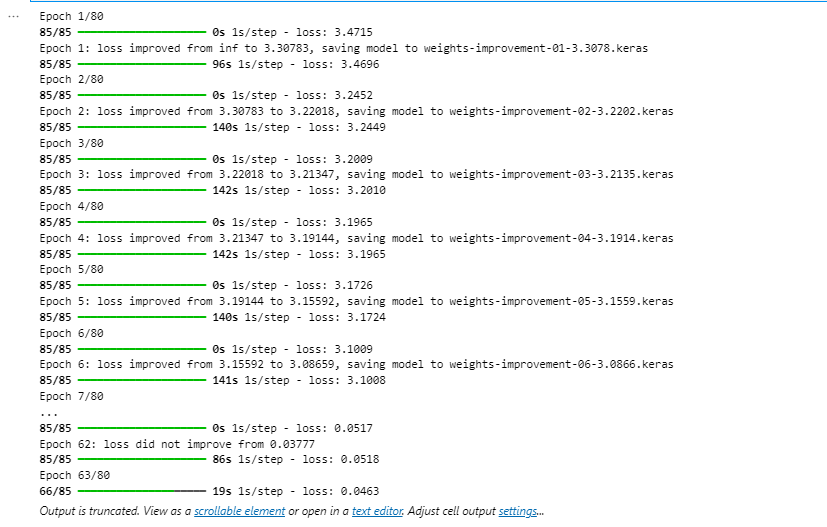 ...
Epoch 1/80
85/85 0s 1s/step - loss: 3.4715
Epoch 1: loss improved from inf to 3.30783, saving model to weights-improvement-01-3.3078.keras
85/85 96s 1s/step - loss: 3.4696
Epoch 2/80
85/85 0s 1s/step - loss: 3.2452
Epoch 2: loss improved from 3.30783 to 3.22018, saving model to weights-improvement-02-3.2202.keras
85/85 140s 1s/step - loss: 3.2449
Epoch 3/80
85/85 0s 1s/step - loss: 3.2009
Epoch 3: loss improved from 3.22018 to 3.21347, saving model to weights-improvement-03-3.2135.keras
85/85 142s 1s/step - loss: 3.2010
Epoch 4/80
85/85 0s 1s/step - loss: 3.1965
Epoch 4: loss improved from 3.21347 to 3.19144, saving model to weights-improvement-04-3.1914.keras
85/85 142s 1s/step - loss: 3.1965
Epoch 5/80
85/85 0s 1s/step - loss: 3.1726
Epoch 5: loss improved from 3.19144 to 3.15592, saving model to weights-improvement-05-3.1559.keras
85/85 140s 1s/step - loss: 3.1724
Epoch 6/80
85/85 0s 1s/step - loss: 3.1009
Epoch 6: loss improved from 3.15592 to 3.08659, saving model to weights-improvement-06-3.0866.keras
85/85 141s 1s/step - loss: 3.1008
Epoch 7/80
...
85/85 0s 1s/step - loss: 0.0517
Epoch 62: loss did not improve from 0.03777
85/85 86s 1s/step - loss: 0.0518
Epoch 63/80
66/85 19s 1s/step - loss: 0.0463
Output is truncated. View as a scrollable element or open in a text editor. Adjust cell output settings...